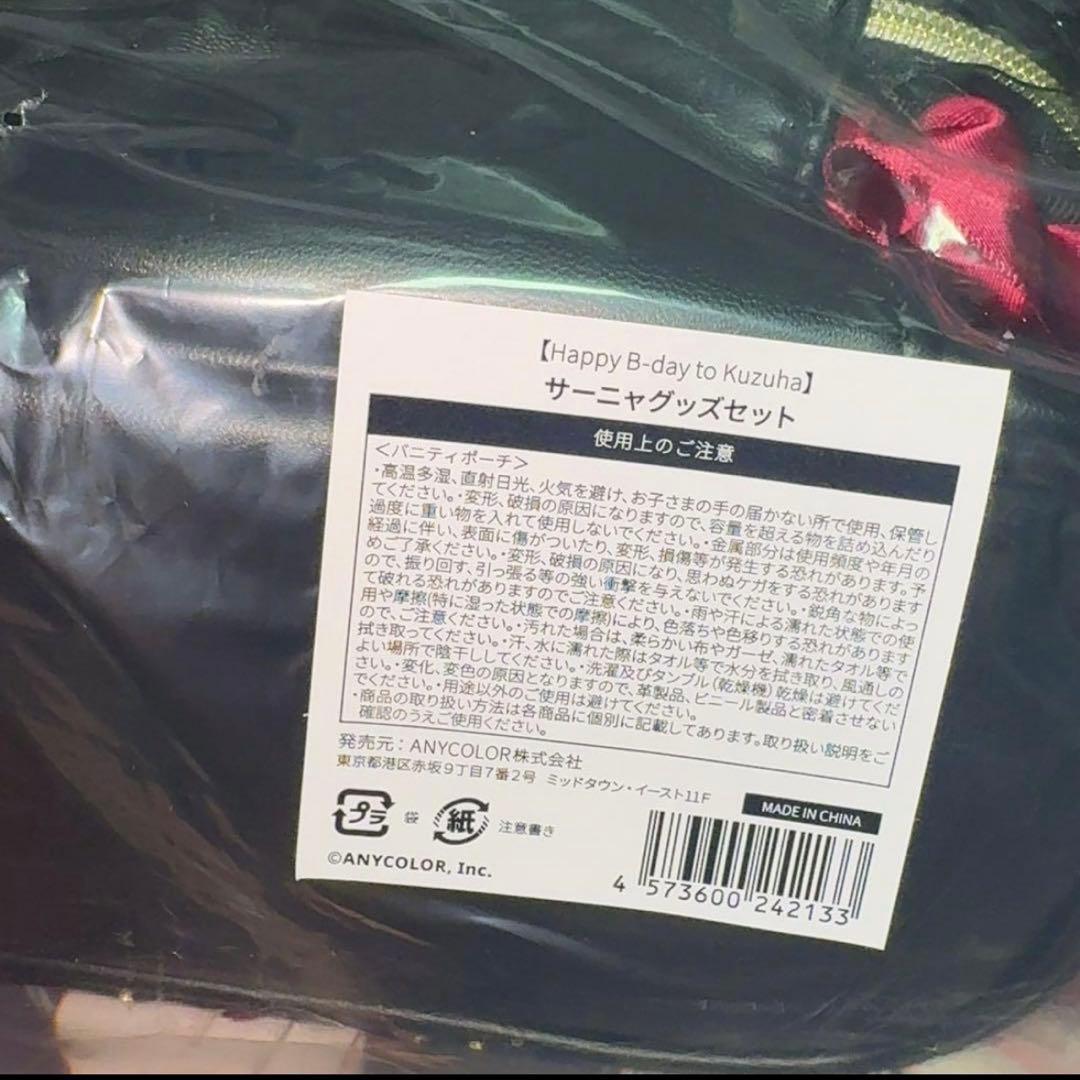 【Happy B-day to Kuzuha】
サーニャグッズセット
使用上のご注意
＜バニティポーチ＞
・高温多湿、直射日光、火気を避け、お子さまの手の届かない所で使用、保管し
てください。・変形、破損の原因になりますので、容量を超える物を詰め込んだり
過度に重い物を入れて使用しないでください。・金属部分は使用頻度や年月の
経過に伴い、表面に傷がついたり、変形、損傷等が発生する恐れがあります。予
めご了承ください。・変形、破損の原因になり、思わぬケガをする恐れがあります
ので、振り回す、引っ張る等の強い衝撃を与えないでください。・鋭角な物によっ
て破れる恐れがありますのでご注意ください。・雨や汗による濡れた状態での使
用や摩擦(特に湿った状態での摩擦)により、色落ちや色移りする恐れがあります
ので、ご注意ください。・汚れた場合は、柔らかい布やガーゼ、濡れたタオル等で
拭き取ってください。・汗、水に濡れた際はタオル等で水分を拭き取り、風通しの
よい場所で陰干ししてください。・洗濯及びタンブル(乾燥機)乾燥は避けてくだ
さい。・変化、変色の原因となりますので、革製品、ビニール製品と密着させない
でください。・用途以外のご使用は避けてください。
・商品の取り扱い方法は各商品に個別に記載してあります。取り扱い説明をご
確認のうえご使用ください。
発売元：ANYCOLOR株式会社
東京都港区赤坂9丁目7番2号 ミッドタウン・イースト11F
MADE IN CHINA
プラ 袋 紙 注意書き
©ANYCOLOR, Inc.
4 573600 242133